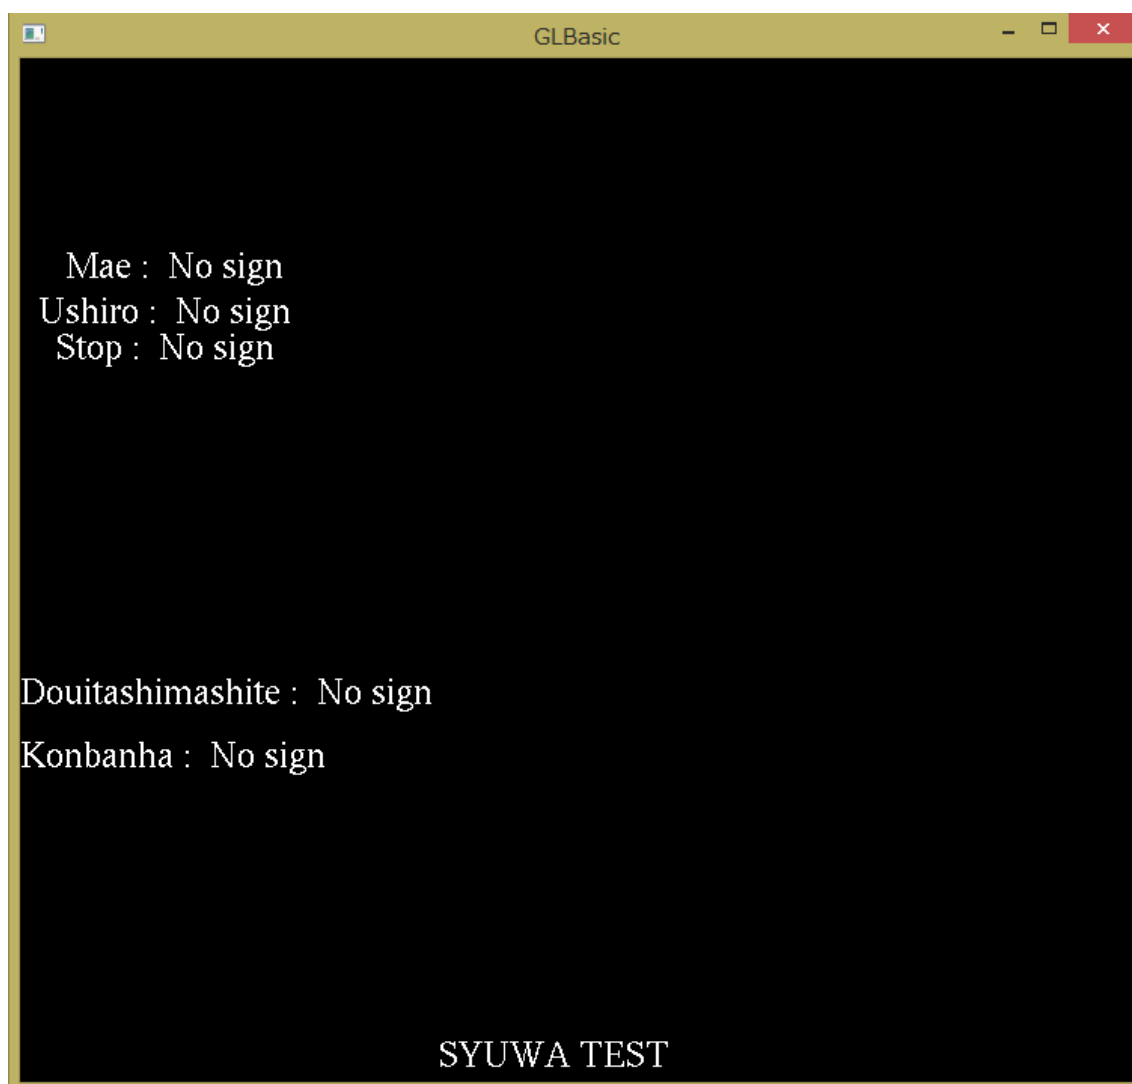 GLBasic
Mae : No sign
Ushiro : No sign
Stop : No sign
Douitashimashite : No sign
Konbanha : No sign
SYUWA TEST